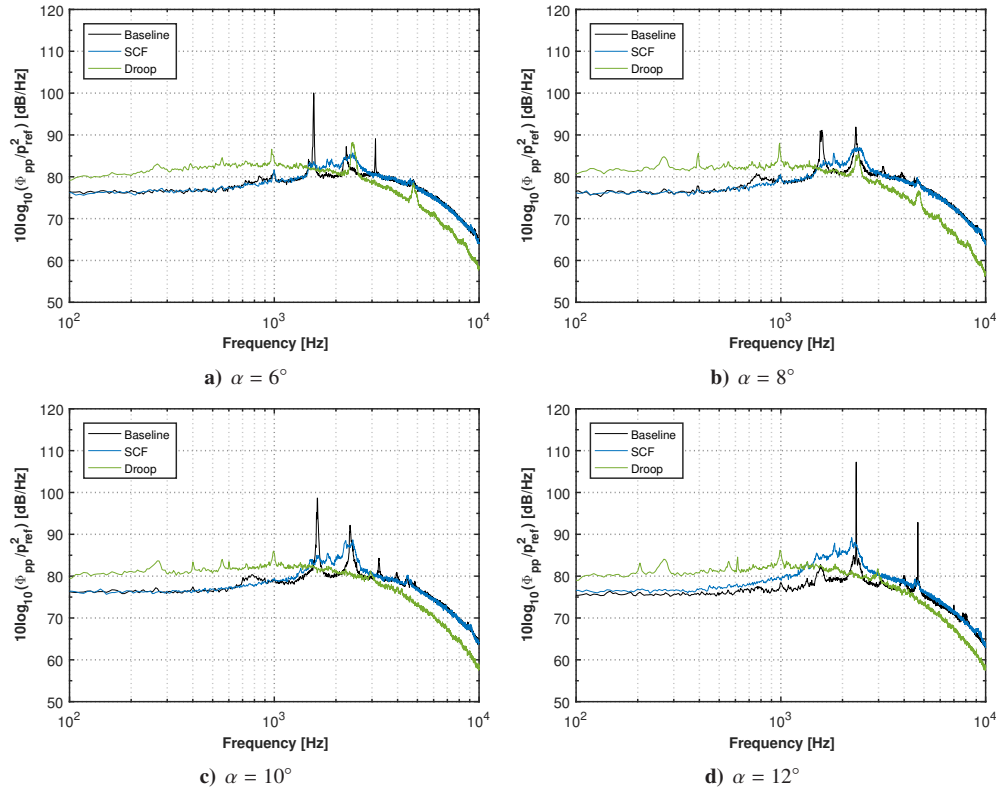 120
110
100
90
80
70
60
50
10log10(Φpp/p²ref) [dB/Hz]
Baseline
SCF
Droop
10²
10³
10⁴
Frequency [Hz]
a) α = 6°
120
110
100
90
80
70
60
50
10log10(Φpp/p²ref) [dB/Hz]
Baseline
SCF
Droop
10²
10³
10⁴
Frequency [Hz]
b) α = 8°
120
110
100
90
80
70
60
50
10log10(Φpp/p²ref) [dB/Hz]
Baseline
SCF
Droop
10²
10³
10⁴
Frequency [Hz]
c) α = 10°
120
110
100
90
80
70
60
50
10log10(Φpp/p²ref) [dB/Hz]
Baseline
SCF
Droop
10²
10³
10⁴
Frequency [Hz]
d) α = 12°